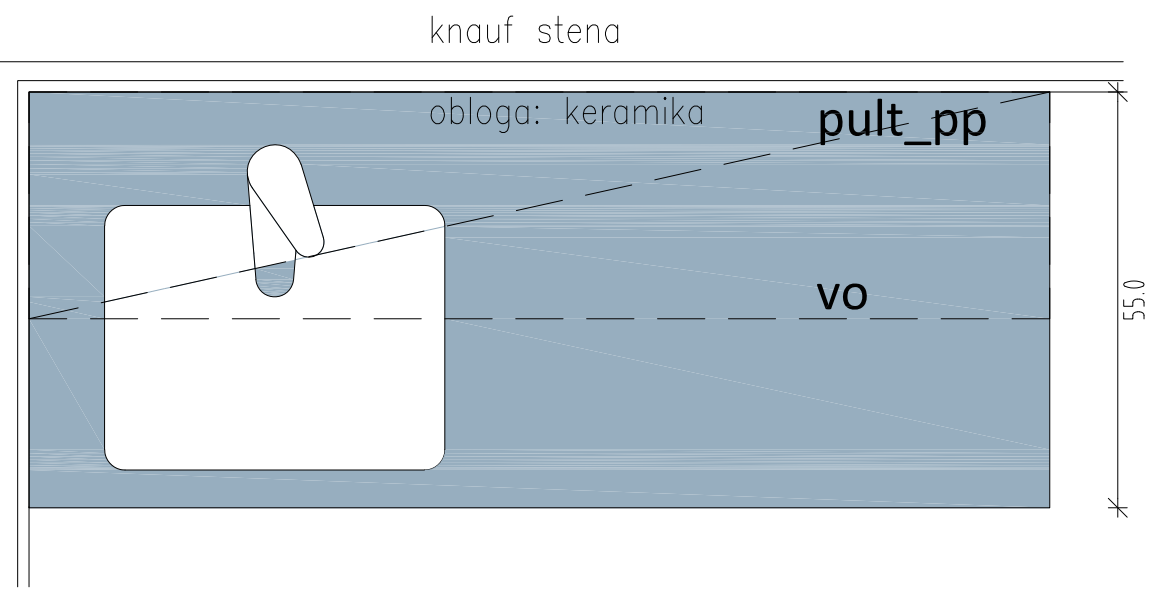 knauf stena
obloga: keramika
pult_pp
vo
55.0